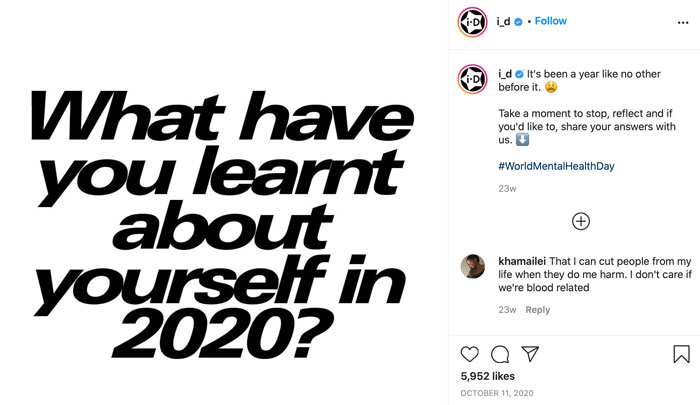 What have
you learnt
about
yourself in
2020?
i-D
i_d • Follow
...
i-D
i_d It's been a year like no other
before it. 😫
Take a moment to stop, reflect and if
you'd like to, share your answers with
us. ⬇️
#WorldMentalHealthDay
23w
khamailei That I can cut people from my
life when they do me harm. I don't care if
we're blood related
23w Reply
5,952 likes
OCTOBER 11, 2020